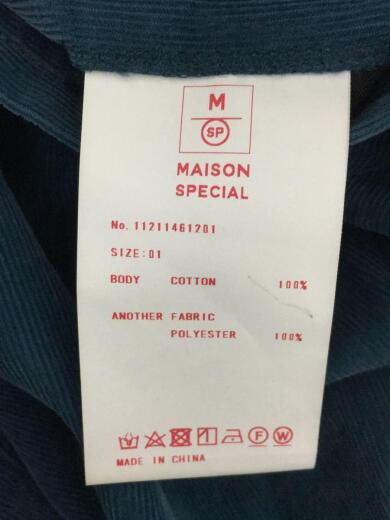 M
SP
MAISON
SPECIAL
No. 11211461201
SIZE:01
BODY COTTON 100%
ANOTHER FABRIC
POLYESTER 100%
F W
MADE IN CHINA